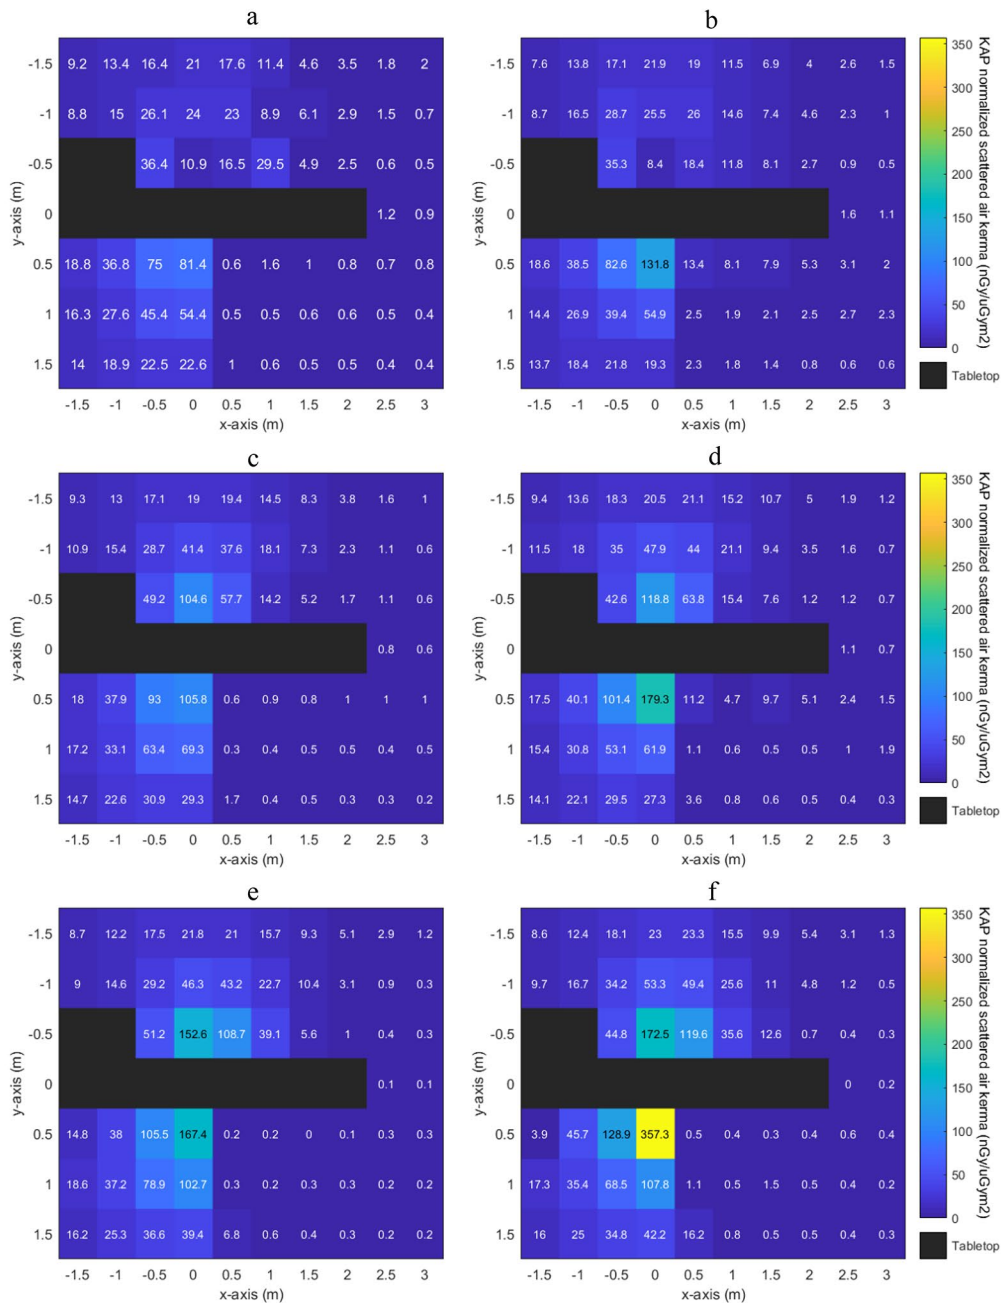 a
-1.5 9.2 13.4 16.4 21 17.6 11.4 4.6 3.5 1.8 2
-1 8.8 15 26.1 24 23 8.9 6.1 2.9 1.5 0.7
-0.5 36.4 10.9 16.5 29.5 4.9 2.5 0.6 0.5
0 1.2 0.9
0.5 18.8 36.8 75 81.4 0.6 1.6 1 0.8 0.7 0.8
1 16.3 27.6 45.4 54.4 0.5 0.5 0.6 0.6 0.5 0.4
1.5 14 18.9 22.5 22.6 1 0.6 0.5 0.5 0.4 0.4
-1.5 -1 -0.5 0 0.5 1 1.5 2 2.5 3
x-axis (m)
y-axis (m)
b
-1.5 7.6 13.8 17.1 21.9 19 11.5 6.9 4 2.6 1.5
-1 8.7 16.5 28.7 25.5 26 14.6 7.4 4.6 2.3 1
-0.5 35.3 8.4 18.4 11.8 8.1 2.7 0.9 0.5
0 1.6 1.1
0.5 18.6 38.5 82.6 131.8 13.4 8.1 7.9 5.3 3.1 2
1 14.4 26.9 39.4 54.9 2.5 1.9 2.1 2.5 2.7 2.3
1.5 13.7 18.4 21.8 19.3 2.3 1.8 1.4 0.8 0.6 0.6
-1.5 -1 -0.5 0 0.5 1 1.5 2 2.5 3
x-axis (m)
y-axis (m)
350
300
250
200
150
100
50
0
KAP normalized scattered air kerma (nGy/uGym2)
Tabletop
c
-1.5 9.3 13 17.1 19 19.4 14.5 8.3 3.8 1.6 1
-1 10.9 15.4 28.7 41.4 37.6 18.1 7.3 2.3 1.1 0.6
-0.5 49.2 104.6 57.7 14.2 5.2 1.7 1.1 0.6
0 0.8 0.6
0.5 18 37.9 93 105.8 0.6 0.9 0.8 1 1 1
1 17.2 33.1 63.4 69.3 0.3 0.4 0.5 0.5 0.4 0.5
1.5 14.7 22.6 30.9 29.3 1.7 0.4 0.5 0.3 0.3 0.2
-1.5 -1 -0.5 0 0.5 1 1.5 2 2.5 3
x-axis (m)
y-axis (m)
d
-1.5 9.4 13.6 18.3 20.5 21.1 15.2 10.7 5 1.9 1.2
-1 11.5 18 35 47.9 44 21.1 9.4 3.5 1.6 0.7
-0.5 42.6 118.8 63.8 15.4 7.6 1.2 1.2 0.7
0 1.1 0.7
0.5 17.5 40.1 101.4 179.3 11.2 4.7 9.7 5.1 2.4 1.5
1 15.4 30.8 53.1 61.9 1.1 0.6 0.5 0.5 1 1.9
1.5 14.1 22.1 29.5 27.3 3.6 0.8 0.6 0.5 0.4 0.3
-1.5 -1 -0.5 0 0.5 1 1.5 2 2.5 3
x-axis (m)
y-axis (m)
350
300
250
200
150
100
50
0
KAP normalized scattered air kerma (nGy/uGym2)
Tabletop
e
-1.5 8.7 12.2 17.5 21.8 21 15.7 9.3 5.1 2.9 1.2
-1 9 14.6 29.2 46.3 43.2 22.7 10.4 3.1 0.9 0.3
-0.5 51.2 152.6 108.7 39.1 5.6 1 0.4 0.3
0 0.1 0.1
0.5 14.8 38 105.5 167.4 0.2 0.2 0 0.1 0.3 0.3
1 18.6 37.2 78.9 102.7 0.3 0.2 0.3 0.3 0.3 0.2
1.5 16.2 25.3 36.6 39.4 6.8 0.6 0.4 0.3 0.2 0.2
-1.5 -1 -0.5 0 0.5 1 1.5 2 2.5 3
x-axis (m)
y-axis (m)
f
-1.5 8.6 12.4 18.1 23 23.3 15.5 9.9 5.4 3.1 1.3
-1 9.7 16.7 34.2 53.3 49.4 25.6 11 4.8 1.2 0.5
-0.5 44.8 172.5 119.6 35.6 12.6 0.7 0.4 0.3
0 0 0.2
0.5 3.9 45.7 128.9 357.3 0.5 0.4 0.3 0.4 0.6 0.4
1 17.3 35.4 68.5 107.8 1.1 0.5 1.5 0.5 0.4 0.2
1.5 16 25 34.8 42.2 16.2 0.8 0.5 0.5 0.4 0.3
-1.5 -1 -0.5 0 0.5 1 1.5 2 2.5 3
x-axis (m)
y-axis (m)
350
300
250
200
150
100
50
0
KAP normalized scattered air kerma (nGy/uGym2)
Tabletop